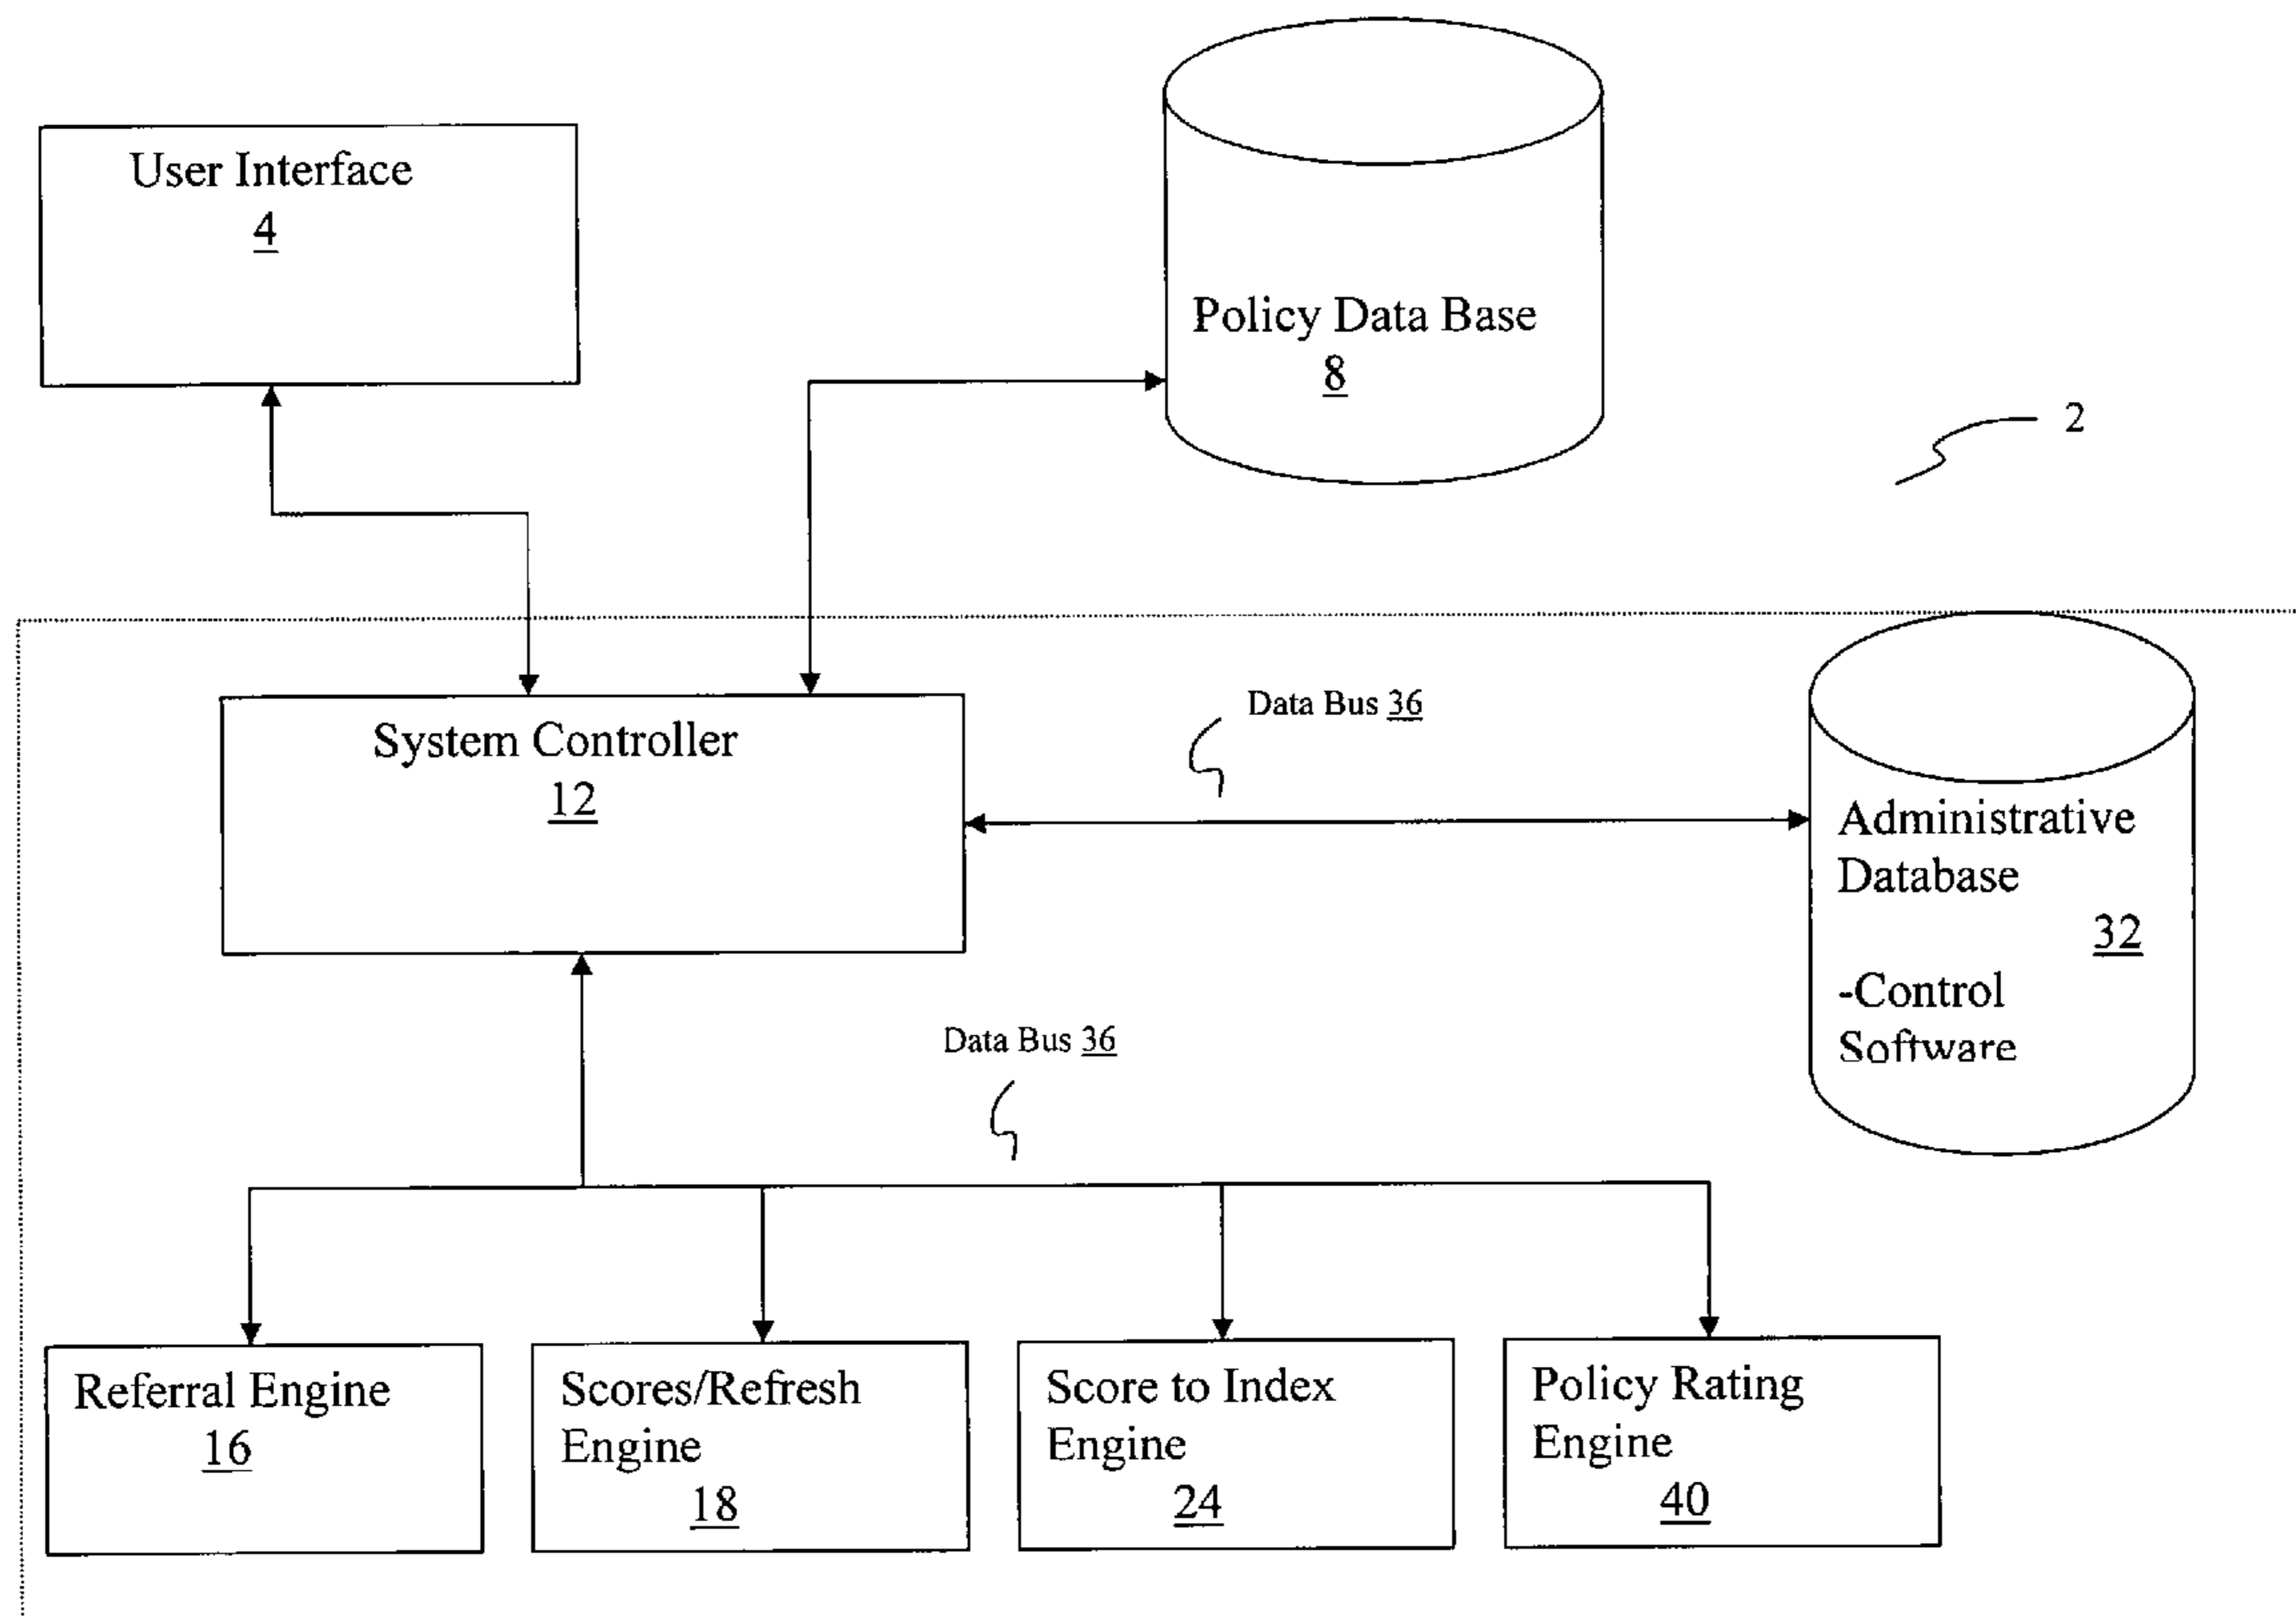 User Interface
4
Policy Data Base
8
2
System Controller
12
Data Bus 36
Administrative
Database
32
-Control
Software
Data Bus 36
Referral Engine
16
Scores/Refresh
Engine
18
Score to Index
Engine
24
Policy Rating
Engine
40